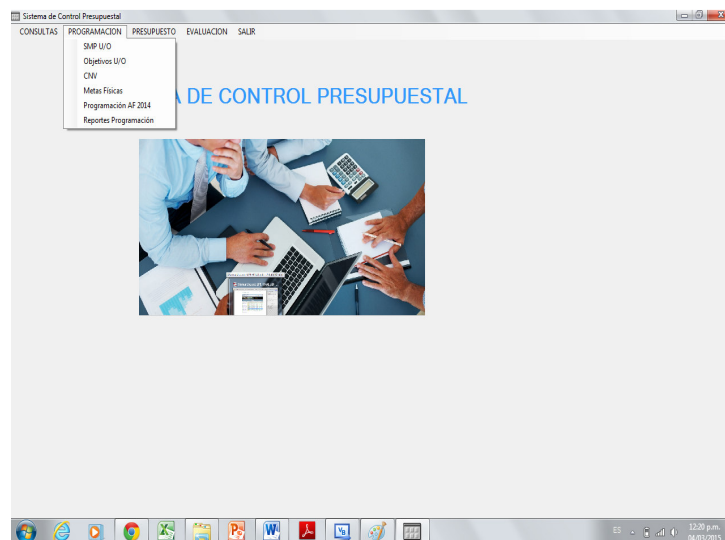 Sistema de Control Presupuestal
CONSULTAS PROGRAMACION PRESUPUESTO EVALUACION SALIR
SMP U/O
Objetivos U/O
CNV
Metas Físicas
Programación AF 2014
Reportes Programación
A DE CONTROL PRESUPUESTAL
ES
12:20 p.m.
04/03/2015